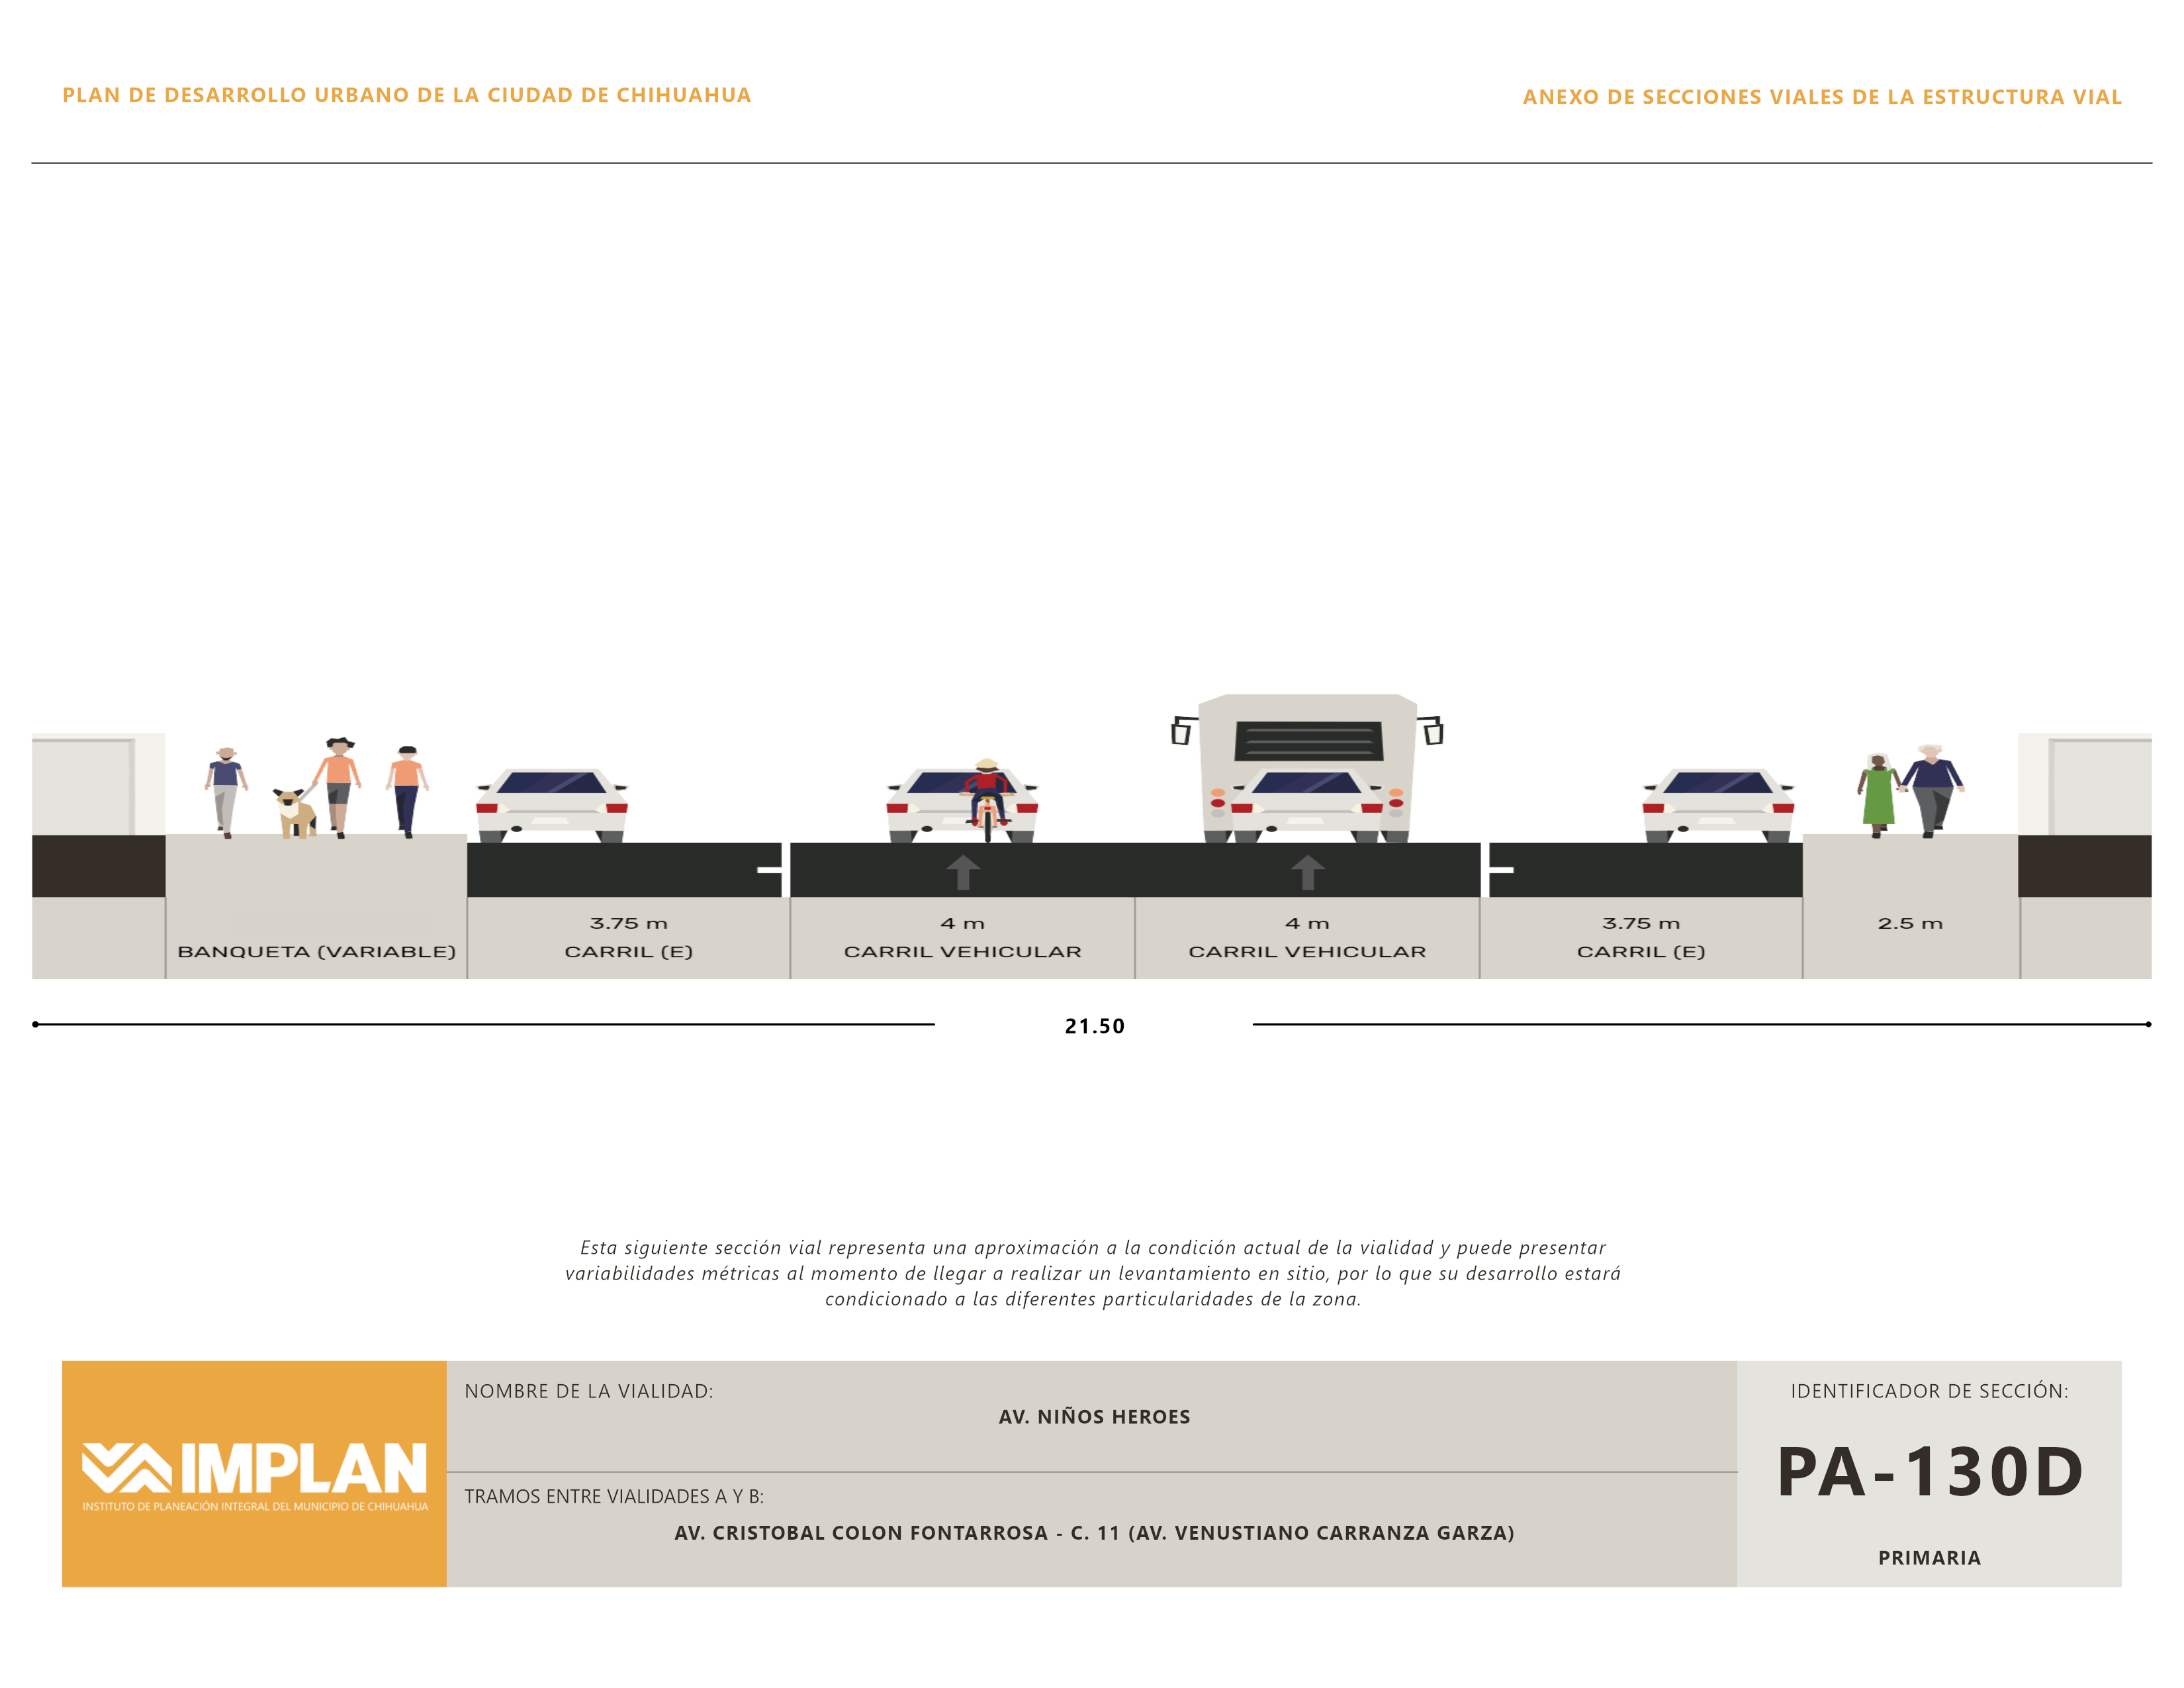 PLAN DE DESARROLLO URBANO DE LA CIUDAD DE CHIHUAHUA
ANEXO DE SECCIONES VIALES DE LA ESTRUCTURA VIAL
BANQUETA (VARIABLE)
3.75 m
CARRIL (E)
4 m
CARRIL VEHICULAR
4 m
CARRIL VEHICULAR
3.75 m
CARRIL (E)
2.5 m
21.50
Esta siguiente sección vial representa una aproximación a la condición actual de la vialidad y puede presentar
variabilidades métricas al momento de llegar a realizar un levantamiento en sitio, por lo que su desarrollo estará
condicionado a las diferentes particularidades de la zona.
IMPLAN
INSTITUTO DE PLANEACIÓN INTEGRAL DEL MUNICIPIO DE CHIHUAHUA
NOMBRE DE LA VIALIDAD:
AV. NIÑOS HEROES
TRAMOS ENTRE VIALIDADES A Y B:
AV. CRISTOBAL COLON FONTARROSA - C. 11 (AV. VENUSTIANO CARRANZA GARZA)
IDENTIFICADOR DE SECCIÓN:
PA-130D
PRIMARIA